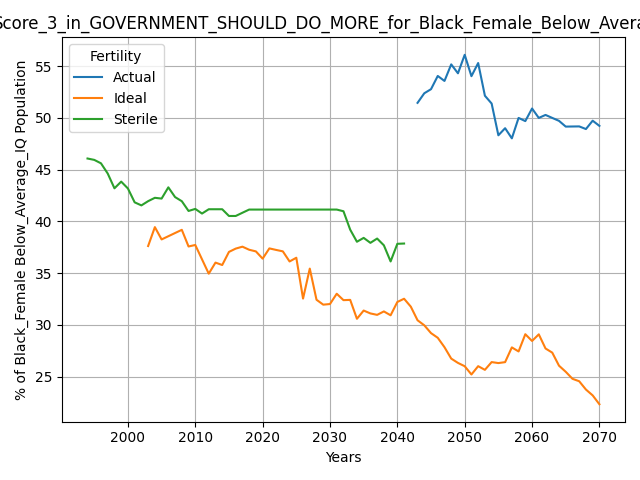 Score_3_in_GOVERNMENT_SHOULD_DO_MORE_for_Black_Female_Below_Avera
Fertility
Actual
Ideal
Sterile
% of Black_Female Below_Average_IQ Population
55
50
45
40
35
30
25
2000 2010 2020 2030 2040 2050 2060 2070
Years